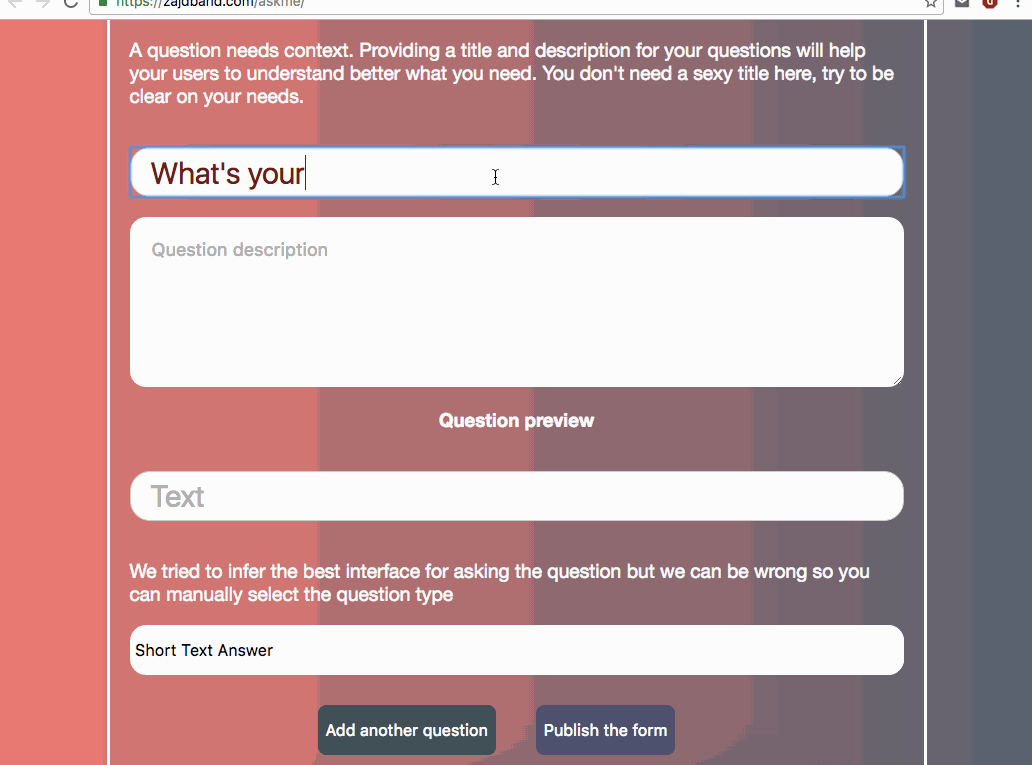 https://zajdband.com/askme/
A question needs context. Providing a title and description for your questions will help
your users to understand better what you need. You don't need a sexy title here, try to be
clear on your needs.
What's your
Question description
Question preview
Text
We tried to infer the best interface for asking the question but we can be wrong so you
can manually select the question type
Short Text Answer
Add another question
Publish the form